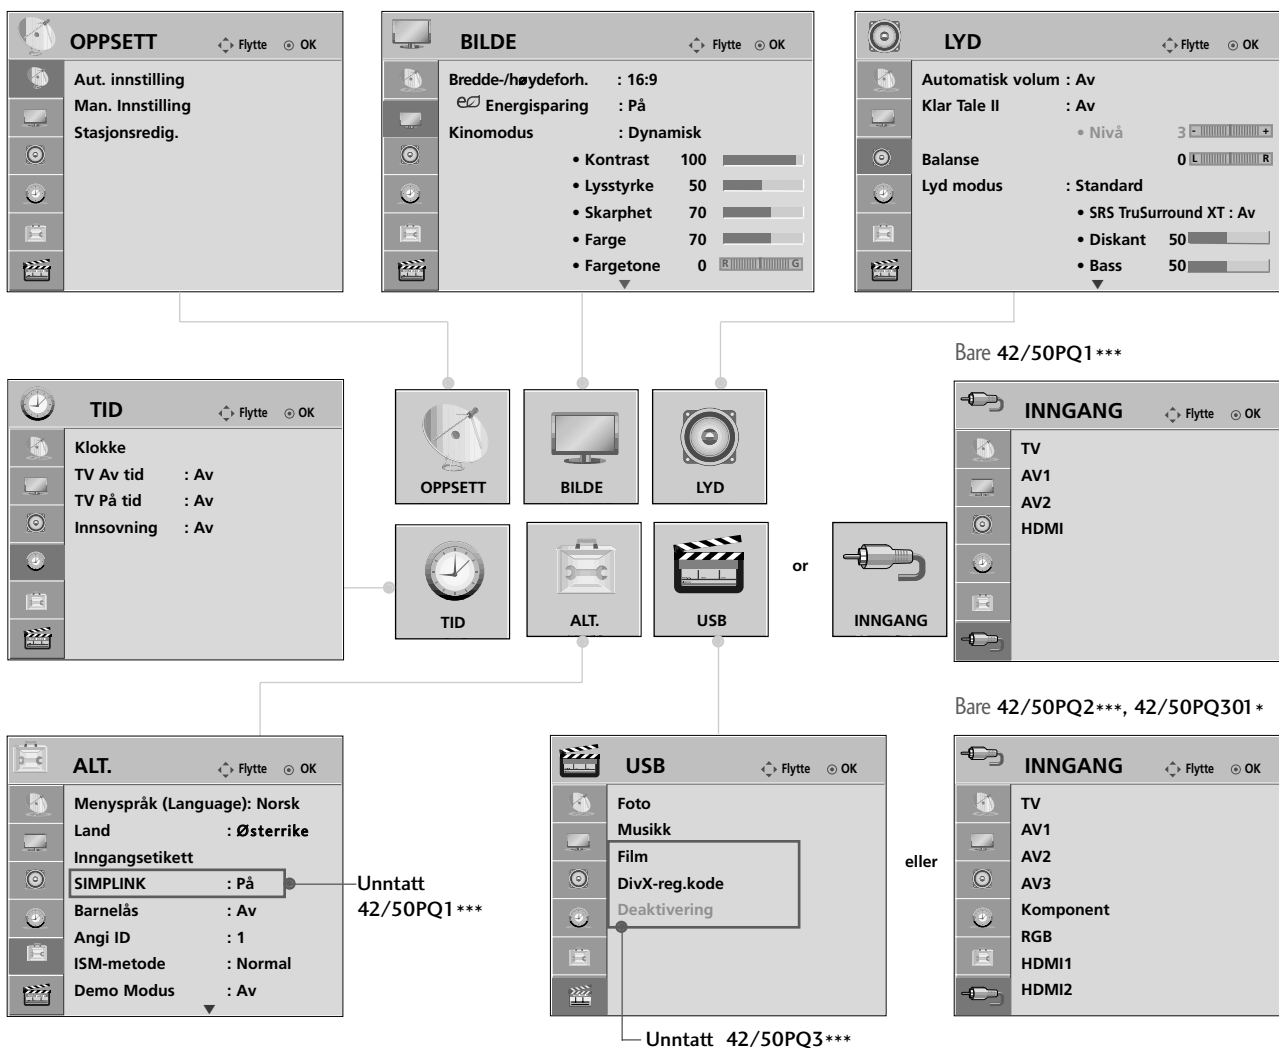 OPPSETT Flytte OK
Aut. innstilling
Man. Innstilling
Stasjonsredig.
BILDE Flytte OK
Bredde-/høydeforh. : 16:9
Energisparing : På
Kinomodus : Dynamisk
• Kontrast 100
• Lysstyrke 50
• Skarphet 70
• Farge 70
• Fargetone 0 R G
LYD Flytte OK
Automatisk volum : Av
Klar Tale II : Av
• Nivå 3 - +
Balanse 0 L R
Lyd modus : Standard
• SRS TruSurround XT : Av
• Diskant 50
• Bass 50
TID Flytte OK
Klokke
TV Av tid : Av
TV På tid : Av
Innsovning : Av
OPPSETT
BILDE
LYD
TID
ALT.
USB
or
INNGANG
Bare 42/50PQ1***
INNGANG Flytte OK
TV
AV1
AV2
HDMI
ALT. Flytte OK
Menyspråk (Language): Norsk
Land : Østerrike
Inngangsetikett
SIMPLINK : På
Barnelås : Av
Angi ID : 1
ISM-metode : Normal
Demo Modus : Av
Unntatt
42/50PQ1***
USB Flytte OK
Foto
Musikk
Film
DivX-reg.kode
Deaktivering
Unntatt 42/50PQ3***
eller
Bare 42/50PQ2***, 42/50PQ301*
INNGANG Flytte OK
TV
AV1
AV2
AV3
Komponent
RGB
HDMI1
HDMI2